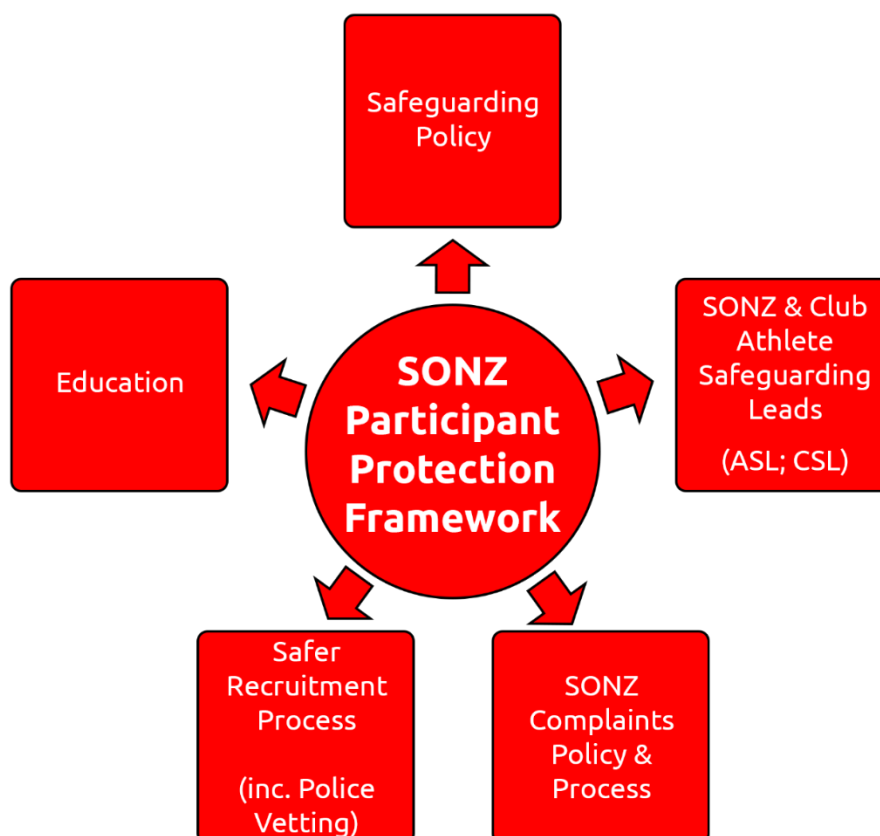 Safeguarding
Policy
Education
SONZ
Participant
Protection
Framework
SONZ & Club
Athlete
Safeguarding
Leads
(ASL; CSL)
Safer
Recruitment
Process
(inc. Police
Vetting)
SONZ
Complaints
Policy &
Process